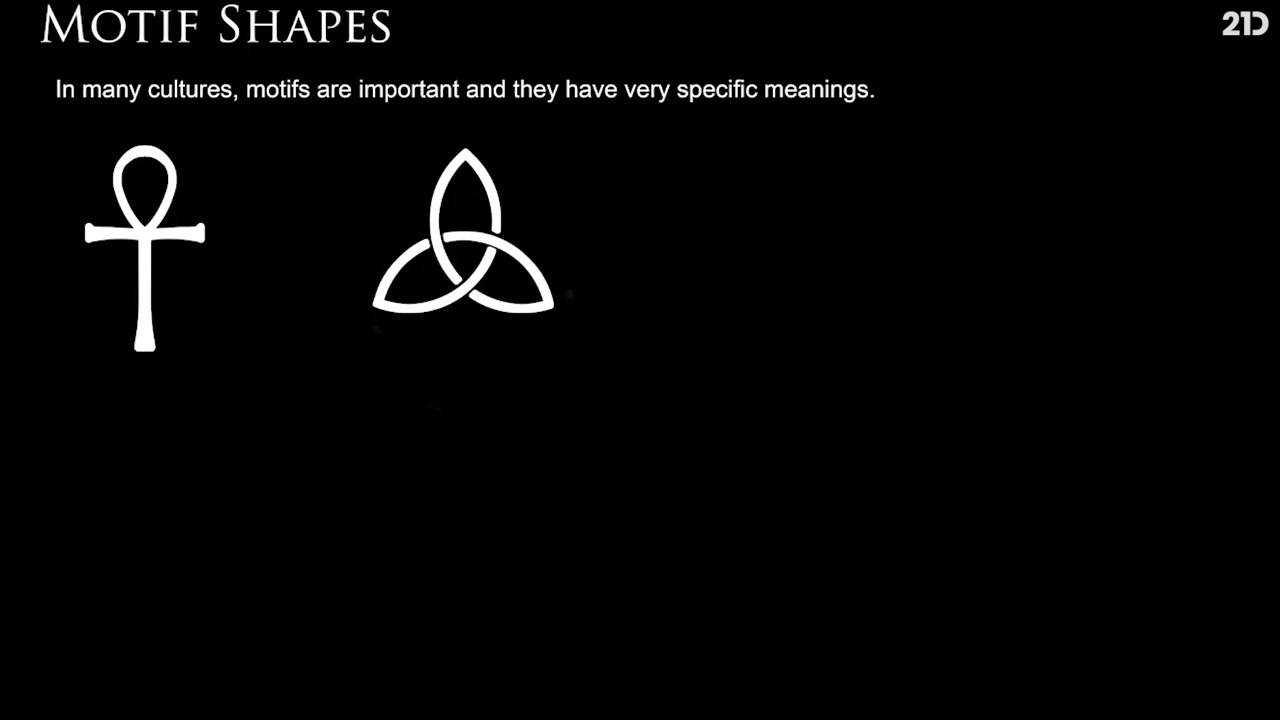 MOTIF SHAPES
21D
In many cultures, motifs are important and they have very specific meanings.